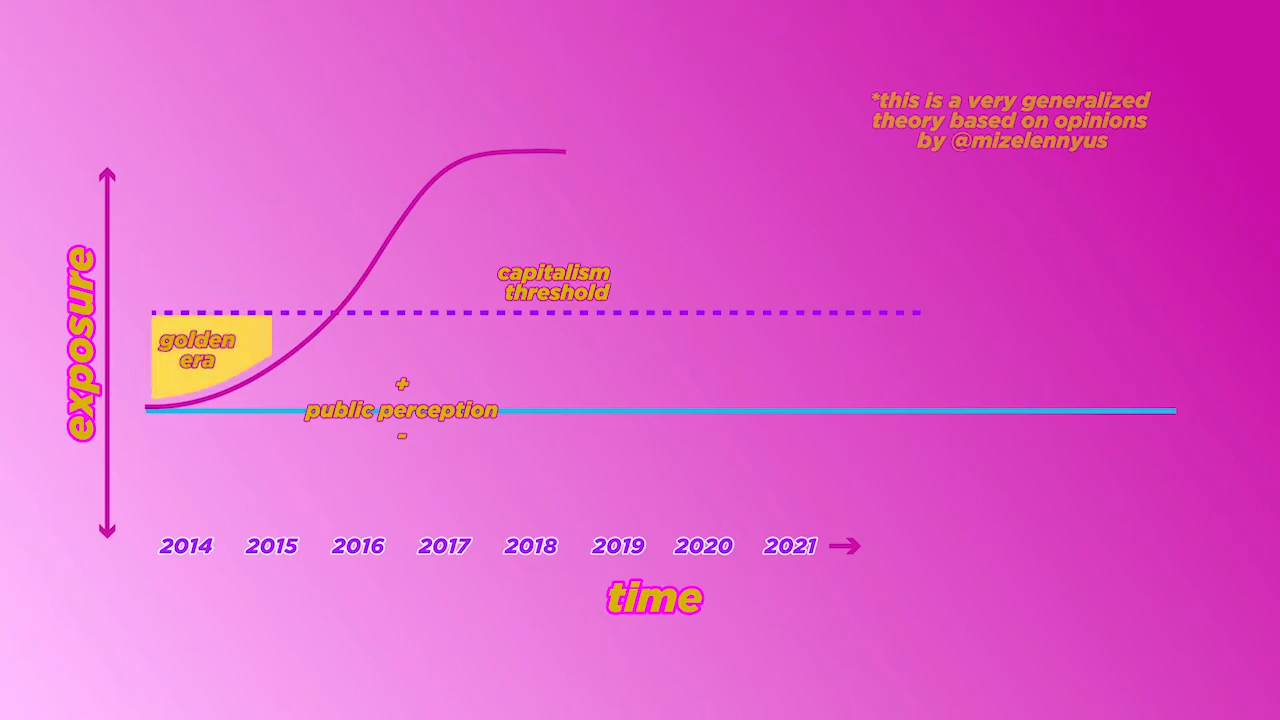 *this is a very generalized
theory based on opinions
by @mizelennyus
exposure
capitalism
threshold
golden
era
+
public perception
-
2014 2015 2016 2017 2018 2019 2020 2021
time